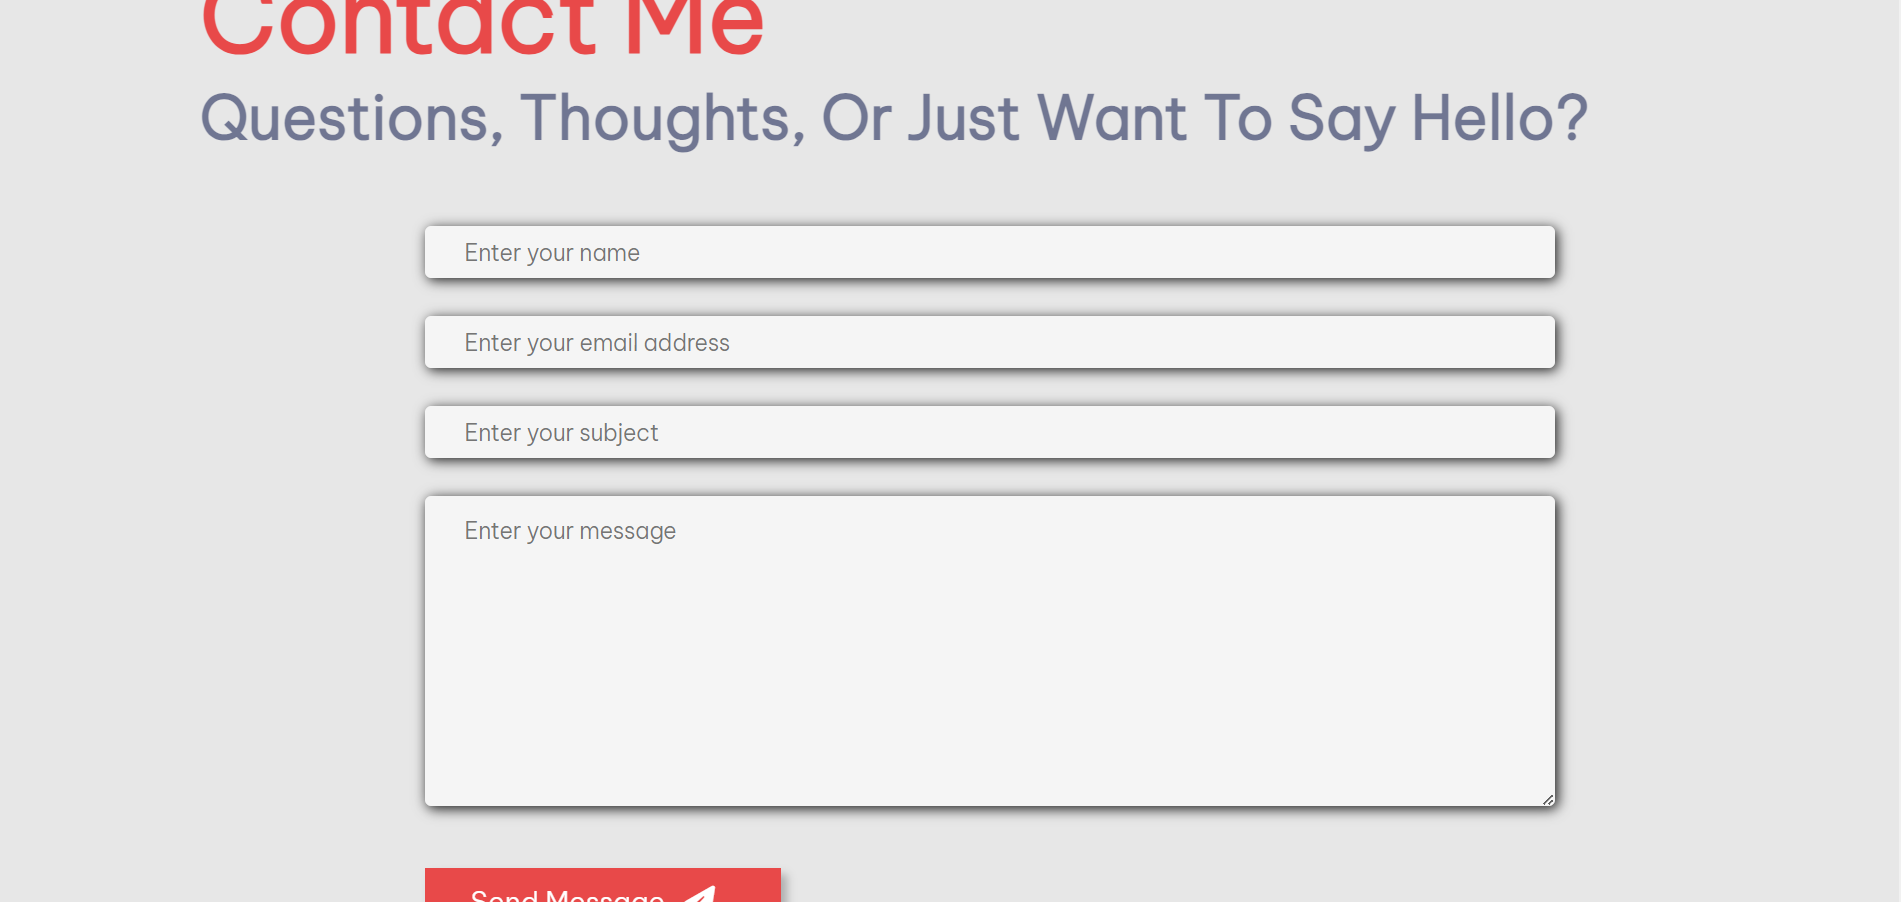 Contact Me
Questions, Thoughts, Or Just Want To Say Hello?
Enter your name
Enter your email address
Enter your subject
Enter your message
Send Message